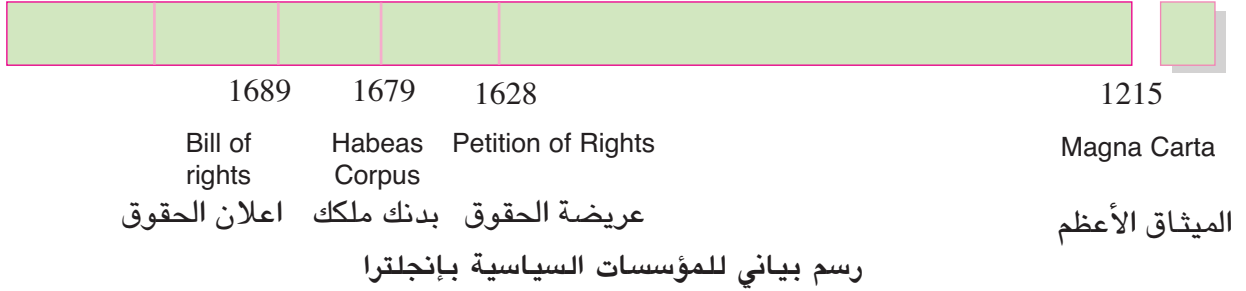 1689 1679 1628 1215
Bill of rights Habeas Corpus Petition of Rights Magna Carta
اعلان الحقوق بدنك ملكك عريضة الحقوق الميثاق الأعظم
رسم بياني للمؤسسات السياسية بإنجلترا